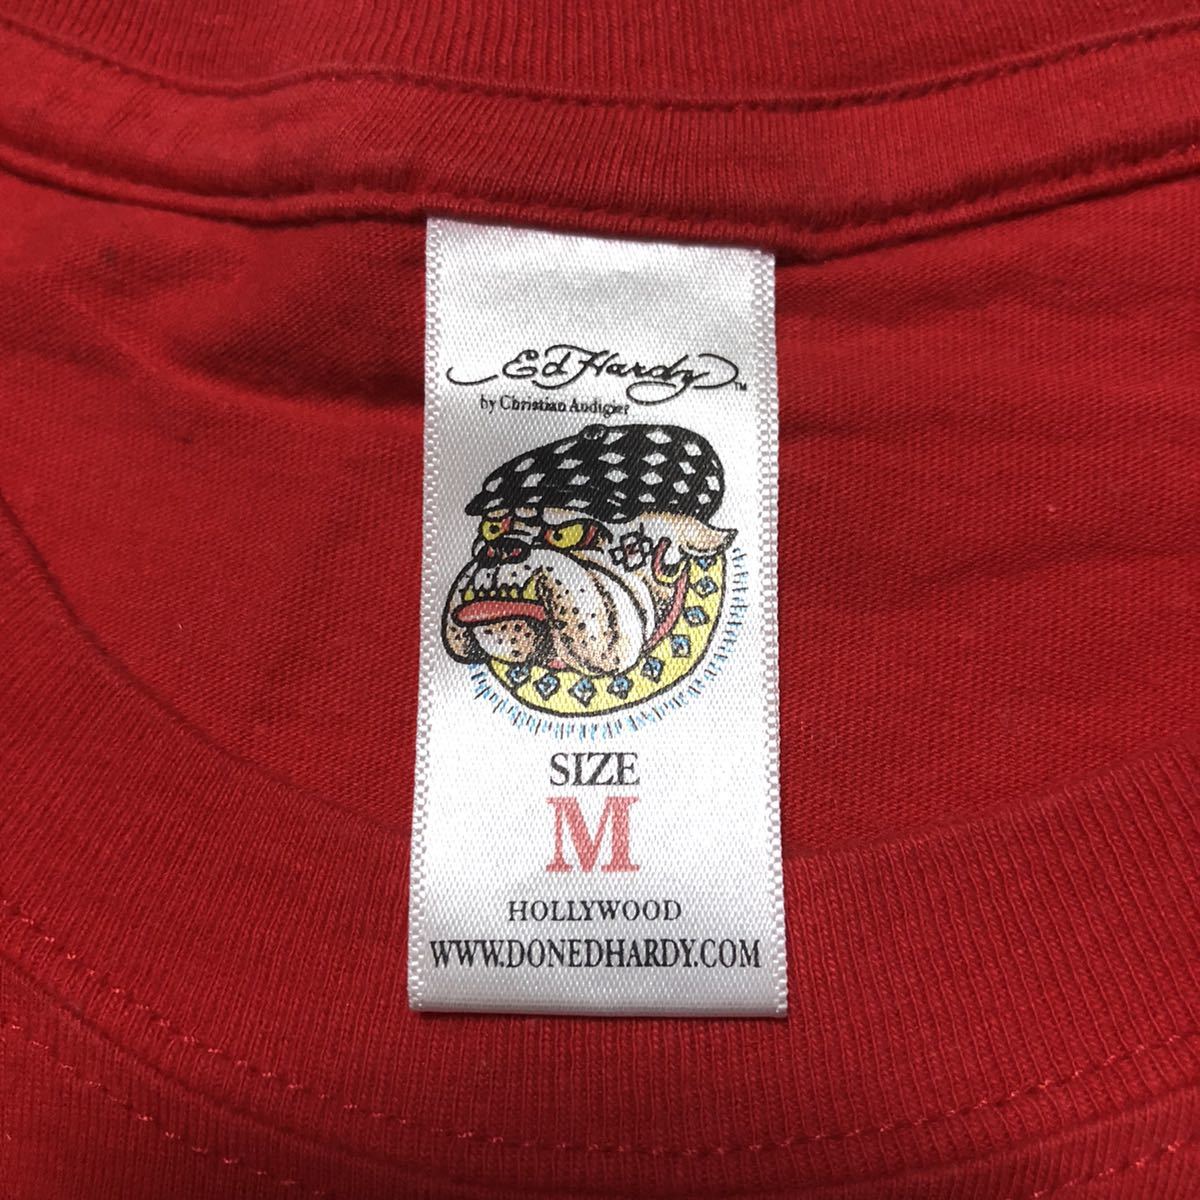 Ed Hardy™
by Christian Audigier
SIZE
M
HOLLYWOOD
WWW.DONEDHARDY.COM